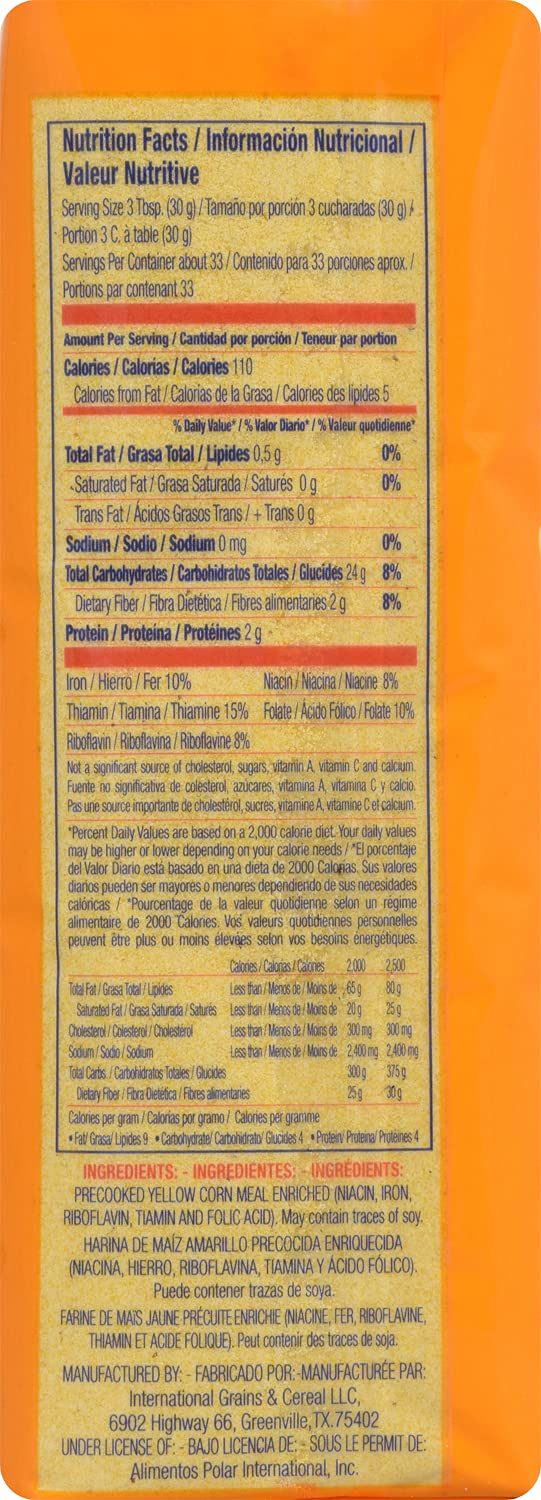 Nutrition Facts / Información Nutricional /
Valeur Nutritive
Serving Size 3 Tbsp. (30 g) / Tamaño por porción 3 cucharadas (30 g) /
Portion 3 C. à table (30 g)
Servings Per Container about 33 / Contenido para 33 porciones aprox. /
Portions par contenant 33
Amount Per Serving / Cantidad por porción / Teneur par portion
Calories / Calorías / Calories 110
Calories from Fat / Calorías de la Grasa / Calories des lipides 5
% Daily Value* / % Valor Diario* / % Valeur quotidienne*
Total Fat / Grasa Total / Lipides 0,5 g 0%
Saturated Fat / Grasa Saturada / Saturés 0 g 0%
Trans Fat / Ácidos Grasos Trans / + Trans 0 g
Sodium / Sodio / Sodium 0 mg 0%
Total Carbohydrates / Carbohidratos Totales / Glucides 24 g 8%
Dietary Fiber / Fibra Dietética / Fibres alimentaries 2 g 8%
Protein / Proteína / Protéines 2 g
Iron / Hierro / Fer 10% Niacin / Niacina / Niacine 8%
Thiamin / Tiamina / Thiamine 15% Folate / Ácido Fólico / Folate 10%
Riboflavin / Riboflavina / Riboflavine 8%
Not a significant source of cholesterol, sugars, vitamin A, vitamin C and calcium.
Fuente no significativa de colesterol, azúcares, vitamina A, vitamina C y calcio.
Pas une source importante de cholestérol, sucres, vitamine A, vitamine C et calcium.
*Percent Daily Values are based on a 2,000 calorie diet. Your daily values
may be higher or lower depending on your calorie needs / *El porcentaje
del Valor Diario está basado en una dieta de 2000 Calorías. Sus valores
diarios pueden ser mayores o menores dependiendo de sus necesidades
calóricas / *Pourcentage de la valeur quotidienne selon un régime
alimentaire de 2000 Calories. Vos valeurs quotidiennes personnelles
peuvent être plus ou moins élevées selon vos besoins énergétiques.
Calories / Calorías / Calories 2,000 2,500
Total Fat / Grasa Total / Lipides Less than / Menos de / Moins de 65 g 80 g
Saturated Fat / Grasa Saturada / Saturés Less than / Menos de / Moins de 20 g 25 g
Cholesterol / Colesterol / Cholestérol Less than / Menos de / Moins de 300 mg 300 mg
Sodium / Sodio / Sodium Less than / Menos de / Moins de 2,400 mg 2,400 mg
Total Carbs. / Carbohidratos Totales / Glucides 300 g 375 g
Dietary Fiber / Fibra Dietética / Fibres alimentaries 25 g 30 g
Calories per gram / Calorías por gramo / Calories per gramme
• Fat/ Grasa/ Lipides 9 • Carbohydrate/ Carbohidrato/ Glucides 4 • Protein/ Proteína/ Protéines 4
INGREDIENTS: - INGREDIENTES: - INGRÉDIENTS:
PRECOOKED YELLOW CORN MEAL ENRICHED (NIACIN, IRON,
RIBOFLAVIN, TIAMIN AND FOLIC ACID). May contain traces of soy.
HARINA DE MAÍZ AMARILLO PRECOCIDA ENRIQUECIDA
(NIACINA, HIERRO, RIBOFLAVINA, TIAMINA Y ÁCIDO FÓLICO).
Puede contener trazas de soya.
FARINE DE MAÏS JAUNE PRÉCUITE ENRICHIE (NIACINE, FER, RIBOFLAVINE,
THIAMIN ET ACIDE FOLIQUE). Peut contenir des traces de soja.
MANUFACTURED BY: - FABRICADO POR: -MANUFACTURÉE PAR:
International Grains & Cereal LLC,
6902 Highway 66, Greenville, TX.75402
UNDER LICENSE OF: - BAJO LICENCIA DE: - SOUS LE PERMIT DE:
Alimentos Polar International, Inc.